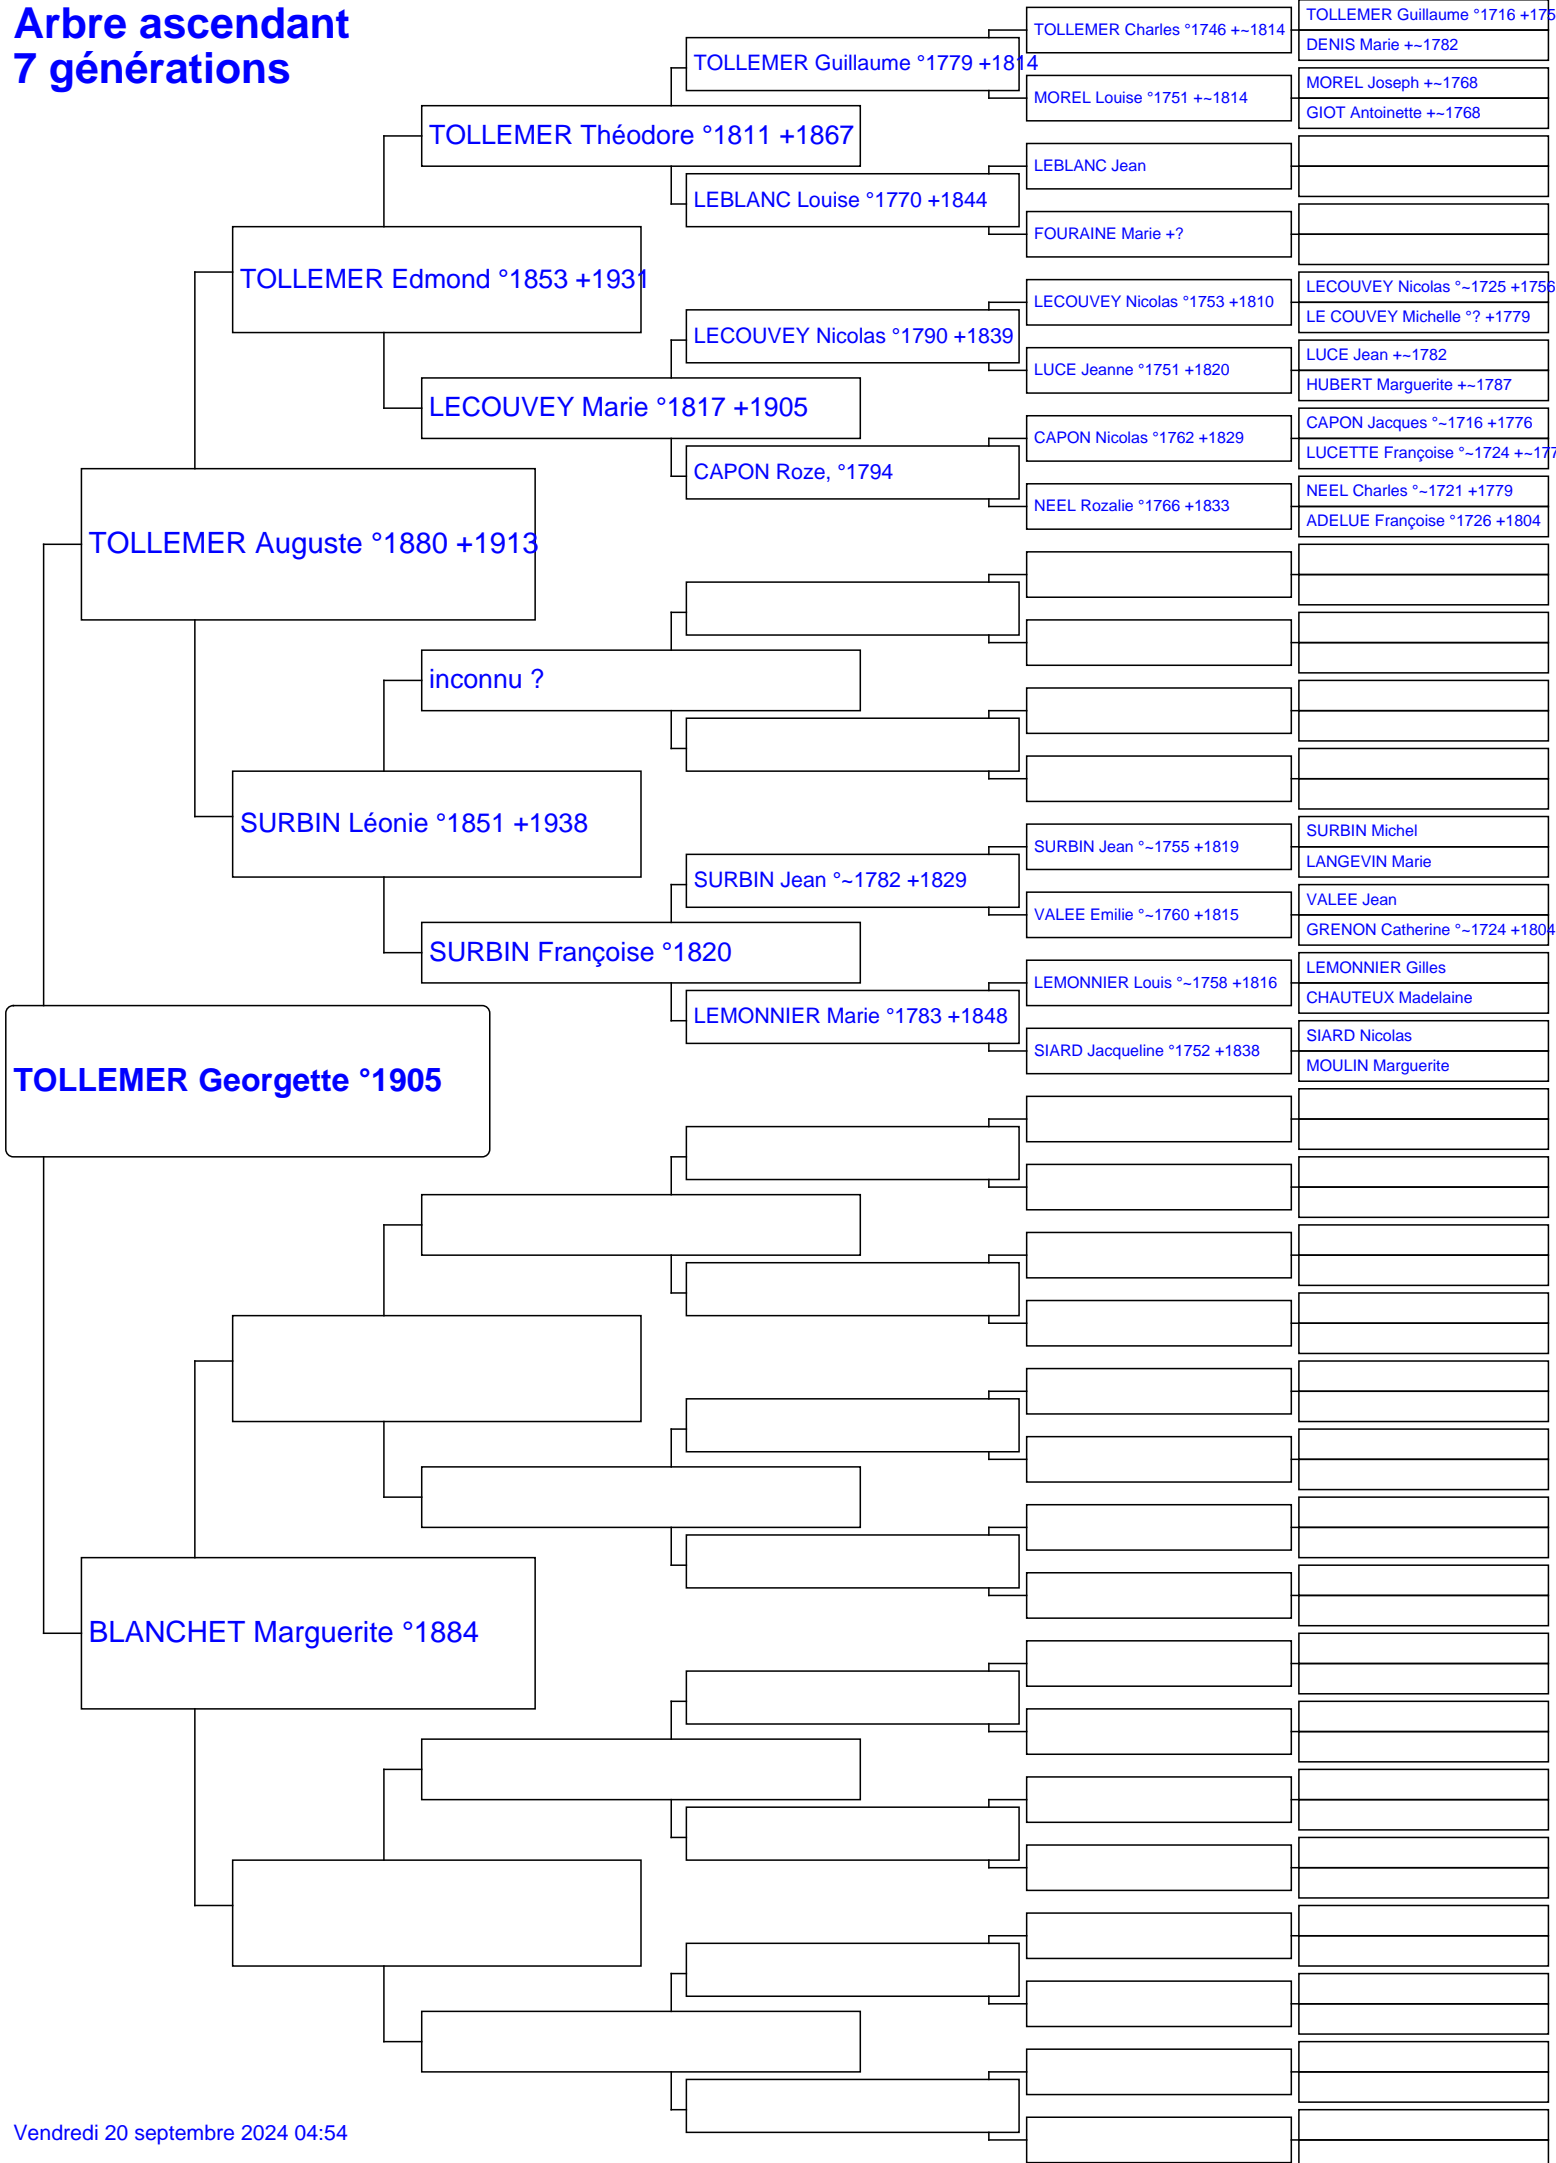 Arbre ascendant
7 générations
TOLLEMER Georgette °1905
TOLLEMER Auguste °1880 +1913
BLANCHET Marguerite °1884
TOLLEMER Edmond °1853 +1931
SURBIN Léonie °1851 +1938
TOLLEMER Théodore °1811 +1867
LECOUVEY Marie °1817 +1905
inconnu ?
SURBIN Françoise °1820
TOLLEMER Guillaume °1779 +1814
LEBLANC Louise °1770 +1844
LECOUVEY Nicolas °1790 +1839
CAPON Roze, °1794
SURBIN Jean °~1782 +1829
LEMONNIER Marie °1783 +1848
TOLLEMER Charles °1746 +~1814
MOREL Louise °1751 +~1814
LEBLANC Jean
FOURAINE Marie +?
LECOUVEY Nicolas °1753 +1810
LUCE Jeanne °1751 +1820
CAPON Nicolas °1762 +1829
NEEL Rozalie °1766 +1833
SURBIN Jean °~1755 +1819
VALEE Emilie °~1760 +1815
LEMONNIER Louis °~1758 +1816
SIARD Jacqueline °1752 +1838
TOLLEMER Guillaume °1716 +175
DENIS Marie +~1782
MOREL Joseph +~1768
GIOT Antoinette +~1768
LECOUVEY Nicolas °~1725 +1756
LE COUVEY Michelle °? +1779
LUCE Jean +~1782
HUBERT Marguerite +~1787
CAPON Jacques °~1716 +1776
LUCETTE Françoise °~1724 +~177
NEEL Charles °~1721 +1779
ADELUE Françoise °1726 +1804
SURBIN Michel
LANGEVIN Marie
VALEE Jean
GRENON Catherine °~1724 +1804
LEMONNIER Gilles
CHAUTEUX Madelaine
SIARD Nicolas
MOULIN Marguerite
Vendredi 20 septembre 2024 04:54